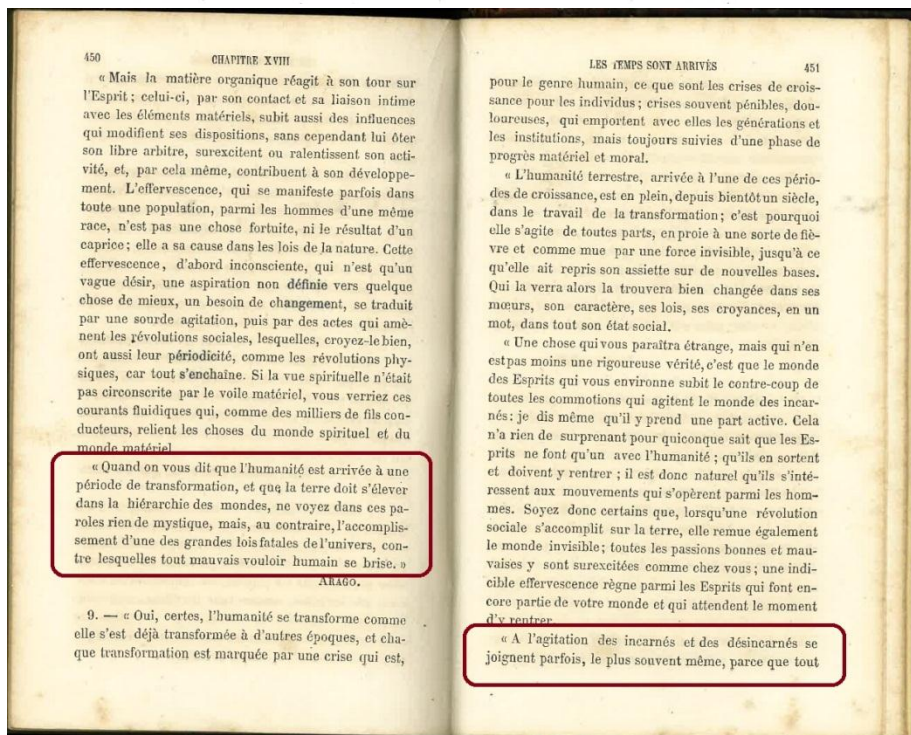 450
CHAPITRE XVIII
« Mais la matière organique réagit à son tour sur
l'Esprit ; celui-ci, par son contact et sa liaison intime
avec les éléments matériels, subit aussi des influences
qui modifient ses dispositions, sans cependant lui ôter
son libre arbitre, surexcitent ou ralentissent son acti-
vité, et, par cela même, contribuent à son développe-
ment. L'effervescence, qui se manifeste parfois dans
toute une population, parmi les hommes d'une même
race, n'est pas une chose fortuite, ni le résultat d'un
caprice ; elle a sa cause dans les lois de la nature. Cette
effervescence, d'abord inconsciente, qui n'est qu'un
vague désir, une aspiration non définie vers quelque
chose de mieux, un besoin de changement, se traduit
par une sourde agitation, puis par des actes qui amè-
nent les révolutions sociales, lesquelles, croyez-le bien,
ont aussi leur périodicité, comme les révolutions phy-
siques, car tout s'enchaîne. Si la vue spirituelle n'était
pas circonscrite par le voile matériel, vous verriez ces
courants fluidiques qui, comme des milliers de fils con-
ducteurs, relient les choses du monde spirituel et du
monde matériel.
« Quand on vous dit que l'humanité est arrivée à une
période de transformation, et que la terre doit s'élever
dans la hiérarchie des mondes, ne voyez dans ces pa-
roles rien de mystique, mais, au contraire, l'accomplis-
sement d'une des grandes lois fatales de l'univers, con-
tre lesquelles tout mauvais vouloir humain se brise. »
ARAGO.
9. — « Oui, certes, l'humanité se transforme comme
elle s'est déjà transformée à d'autres époques, et cha-
que transformation est marquée par une crise qui est,
LES TEMPS SONT ARRIVÉS
451
pour le genre humain, ce que sont les crises de crois-
sance pour les individus ; crises souvent pénibles, dou-
loureuses, qui emportent avec elles les générations et
les institutions, mais toujours suivies d'une phase de
progrès matériel et moral.
« L'humanité terrestre, arrivée à l'une de ces pério-
des de croissance, est en plein, depuis bientôt un siècle,
dans le travail de la transformation ; c'est pourquoi
elle s'agite de toutes parts, en proie à une sorte de fiè-
vre et comme mue par une force invisible, jusqu'à ce
qu'elle ait repris son assiette sur de nouvelles bases.
Qui la verra alors la trouvera bien changée dans ses
mœurs, son caractère, ses lois, ses croyances, en un
mot, dans tout son état social.
« Une chose qui vous paraîtra étrange, mais qui n'en
est pas moins une rigoureuse vérité, c'est que le monde
des Esprits qui vous environne subit le contre-coup de
toutes les commotions qui agitent le monde des incar-
nés : je dis même qu'il y prend une part active. Cela
n'a rien de surprenant pour quiconque sait que les Es-
prits ne font qu'un avec l'humanité ; qu'ils en sortent
et doivent y rentrer ; il est donc naturel qu'ils s'inté-
ressent aux mouvements qui s'opèrent parmi les hom-
mes. Soyez donc certains que, lorsqu'une révolution
sociale s'accomplit sur la terre, elle remue également
le monde invisible ; toutes les passions bonnes et mau-
vaises y sont surexcitées comme chez vous ; une indi-
cible effervescence règne parmi les Esprits qui font en-
core partie de votre monde et qui attendent le moment
d'y rentrer.
« A l'agitation des incarnés et des désincarnés se
joignent parfois, le plus souvent même, parce que tout